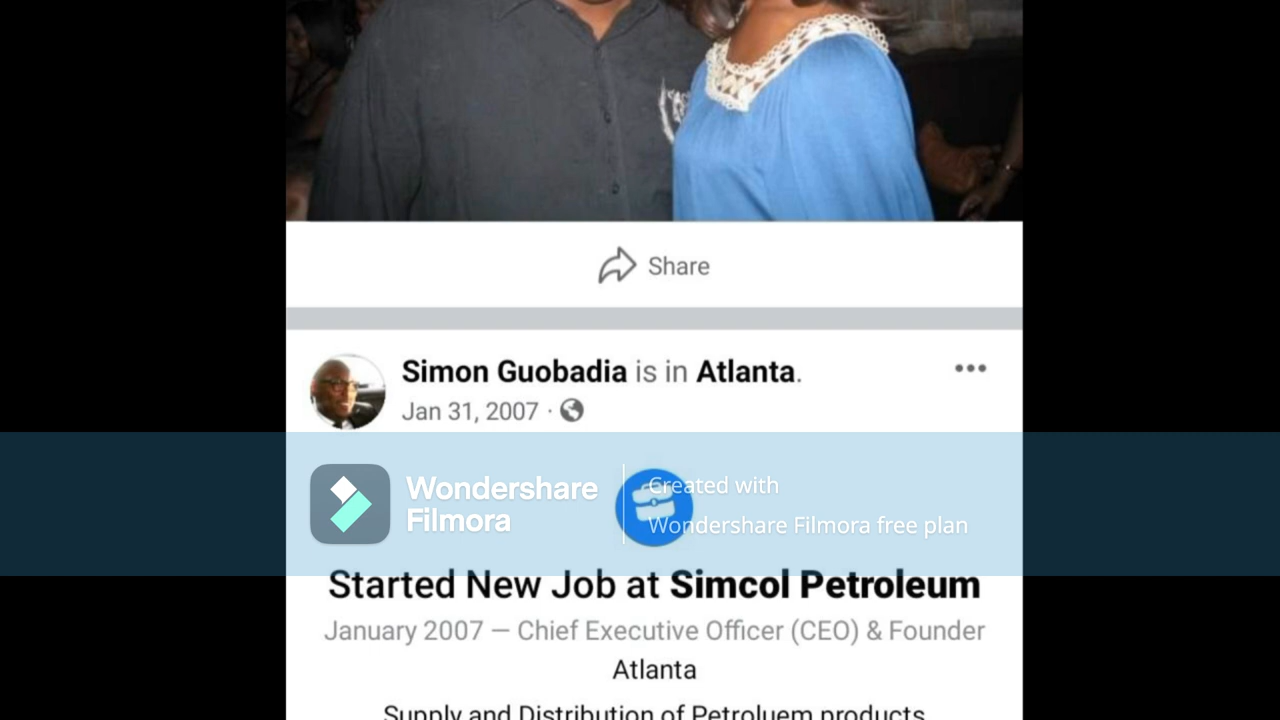 Share
Simon Guobadia is in Atlanta.
Jan 31, 2007 ·
Wondershare
Filmora
Created with
Wondershare Filmora free plan
Started New Job at Simcol Petroleum
January 2007 — Chief Executive Officer (CEO) & Founder
Atlanta
Supply and Distribution of Petroluem products